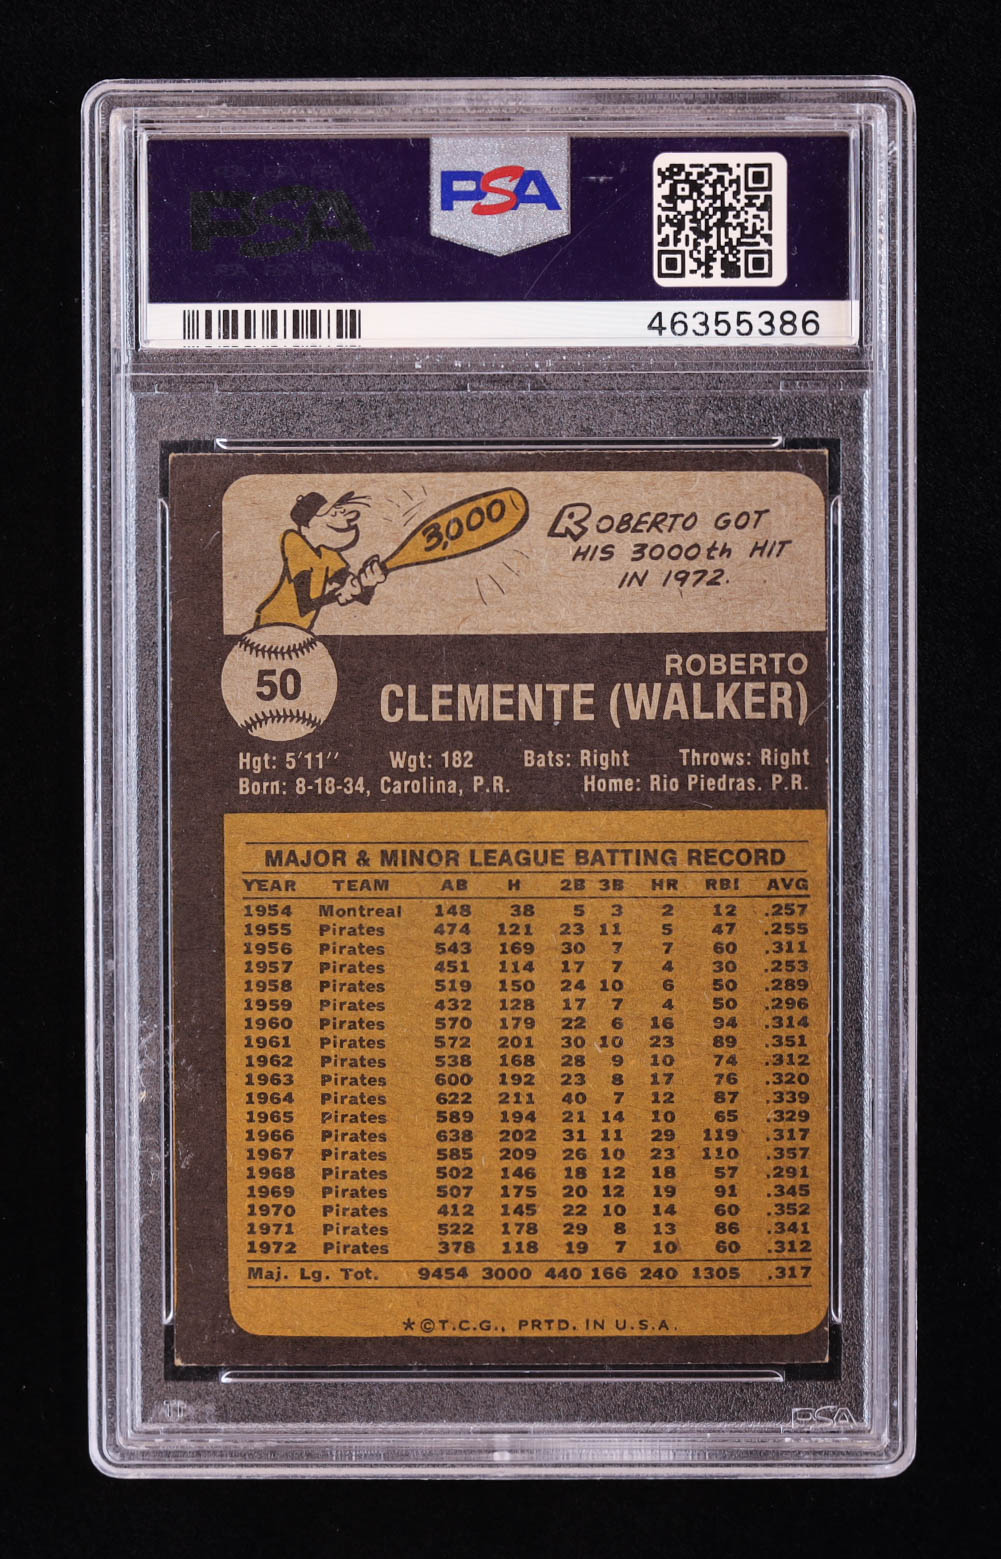 PSA
PSA
46355386
3,000
ROBERTO GOT
HIS 3000th HIT
IN 1972.
50
ROBERTO
CLEMENTE (WALKER)
Hgt: 5'11'' Wgt: 182 Bats: Right Throws: Right
Born: 8-18-34, Carolina, P.R. Home: Rio Piedras. P.R.
MAJOR & MINOR LEAGUE BATTING RECORD
YEAR TEAM AB H 2B 3B HR RBI AVG
1954 Montreal 148 38 5 3 2 12 .257
1955 Pirates 474 121 23 11 5 47 .255
1956 Pirates 543 169 30 7 7 60 .311
1957 Pirates 451 114 17 7 4 30 .253
1958 Pirates 519 150 24 10 6 50 .289
1959 Pirates 432 128 17 7 4 50 .296
1960 Pirates 570 179 22 6 16 94 .314
1961 Pirates 572 201 30 10 23 89 .351
1962 Pirates 538 168 28 9 10 74 .312
1963 Pirates 600 192 23 8 17 76 .320
1964 Pirates 622 211 40 7 12 87 .339
1965 Pirates 589 194 21 14 10 65 .329
1966 Pirates 638 202 31 11 29 119 .317
1967 Pirates 585 209 26 10 23 110 .357
1968 Pirates 502 146 18 12 18 57 .291
1969 Pirates 507 175 20 12 19 91 .345
1970 Pirates 412 145 22 10 14 60 .352
1971 Pirates 522 178 29 8 13 86 .341
1972 Pirates 378 118 19 7 10 60 .312
Maj. Lg. Tot. 9454 3000 440 166 240 1305 .317
*©T.C.G., PRTD. IN U.S.A.
PSA